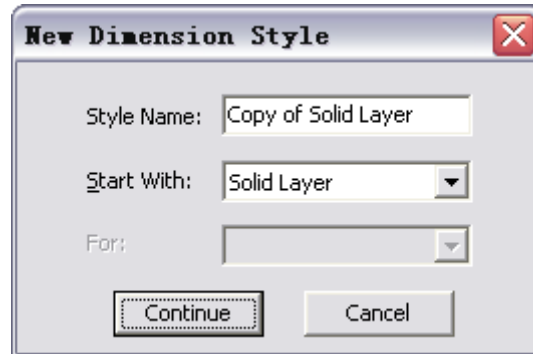 New Dimension Style
Style Name: Copy of Solid Layer
Start With: Solid Layer
For:
Continue Cancel